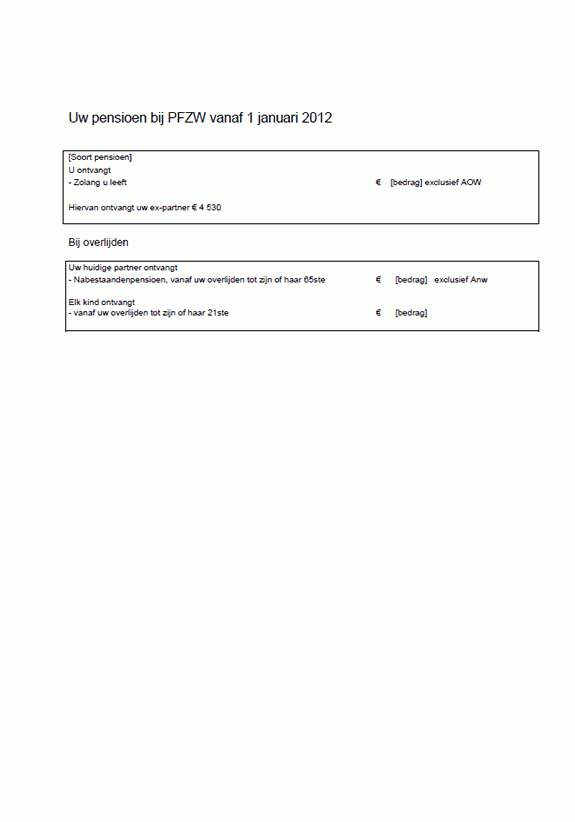 Uw pensioen bij PFZW vanaf 1 januari 2012
[Soort pensioen]
U ontvangt
- Zolang u leeft € [bedrag] exclusief AOW
Hiervan ontvangt uw ex-partner € 4 530
Bij overlijden
Uw huidige partner ontvangt
- Nabestaandenpensioen, vanaf uw overlijden tot zijn of haar 65ste € [bedrag] exclusief Anw
Elk kind ontvangt
- vanaf uw overlijden tot zijn of haar 21ste € [bedrag]